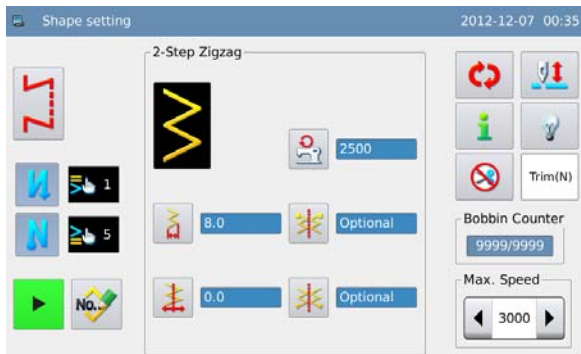 Shape setting 2012-12-07 00:35
2-Step Zigzag
2500
1
Trim(N)
8.0 Optional
5
Bobbin Counter
9999/9999
No...
Max. Speed
0.0 Optional
3000